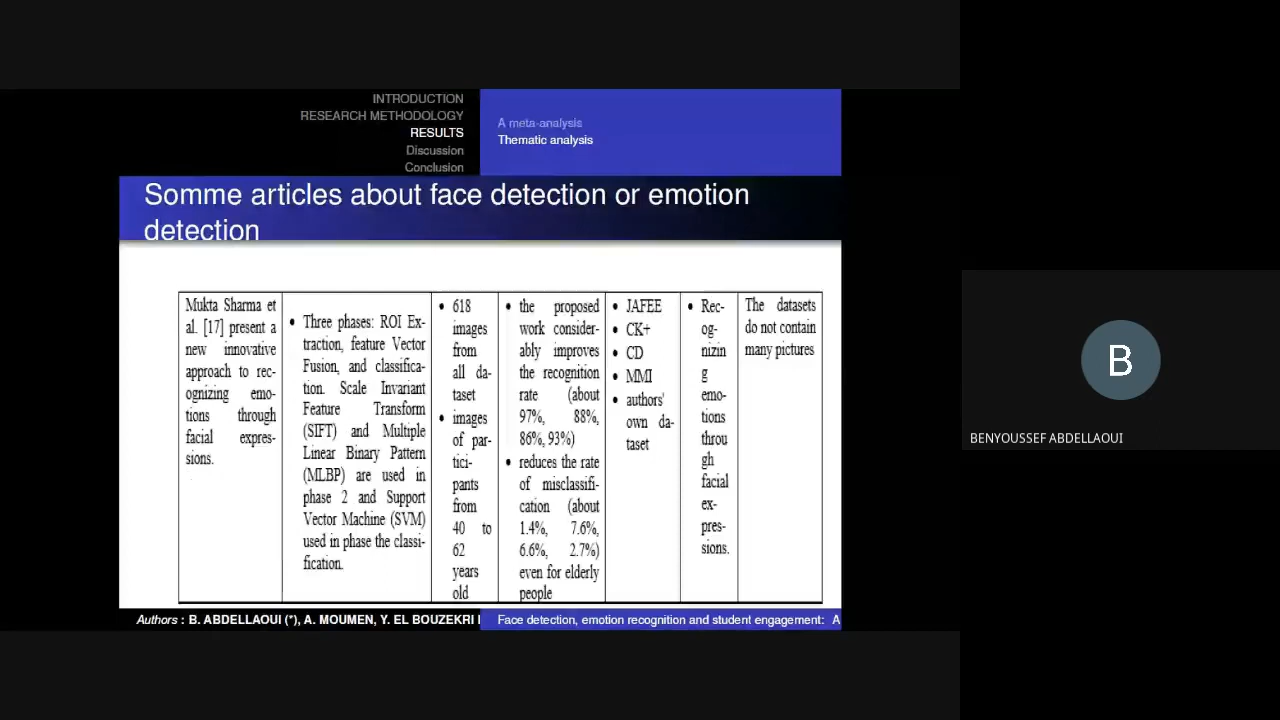 INTRODUCTION
RESEARCH METHODOLOGY
RESULTS
Discussion
Conclusion
A meta-analysis
Thematic analysis
Somme articles about face detection or emotion
detection
Mukta Sharma et
al. [17] present a
new innovative
approach to rec-
ognizing emo-
tions through
facial expres-
sions.
• Three phases: ROI Ex-
traction, feature Vector
Fusion, and classifica-
tion. Scale Invariant
Feature Transform
(SIFT) and Multiple
Linear Binary Pattern
(MLBP) are used in
phase 2 and Support
Vector Machine (SVM)
used in phase the classi-
fication.
• 618
images
from
all da-
taset
• images
of par-
tici-
pants
from
40 to
62
years
old
• the proposed
work consider-
ably improves
the recognition
rate (about
97%, 88%,
86%, 93%)
• reduces the rate
of misclassifi-
cation (about
1.4%, 7.6%,
6.6%, 2.7%)
even for elderly
people
• JAFEE
• CK+
• CD
• MMI
• authors'
own da-
taset
• Rec-
og-
nizin
g
emo-
tions
throu
gh
facial
ex-
pres-
sions.
The datasets
do not contain
many pictures
Authors : B. ABDELLAOUI (*), A. MOUMEN, Y. EL BOUZEKRI
Face detection, emotion recognition and student engagement: A
B
BENYOUSSEF ABDELLAOUI